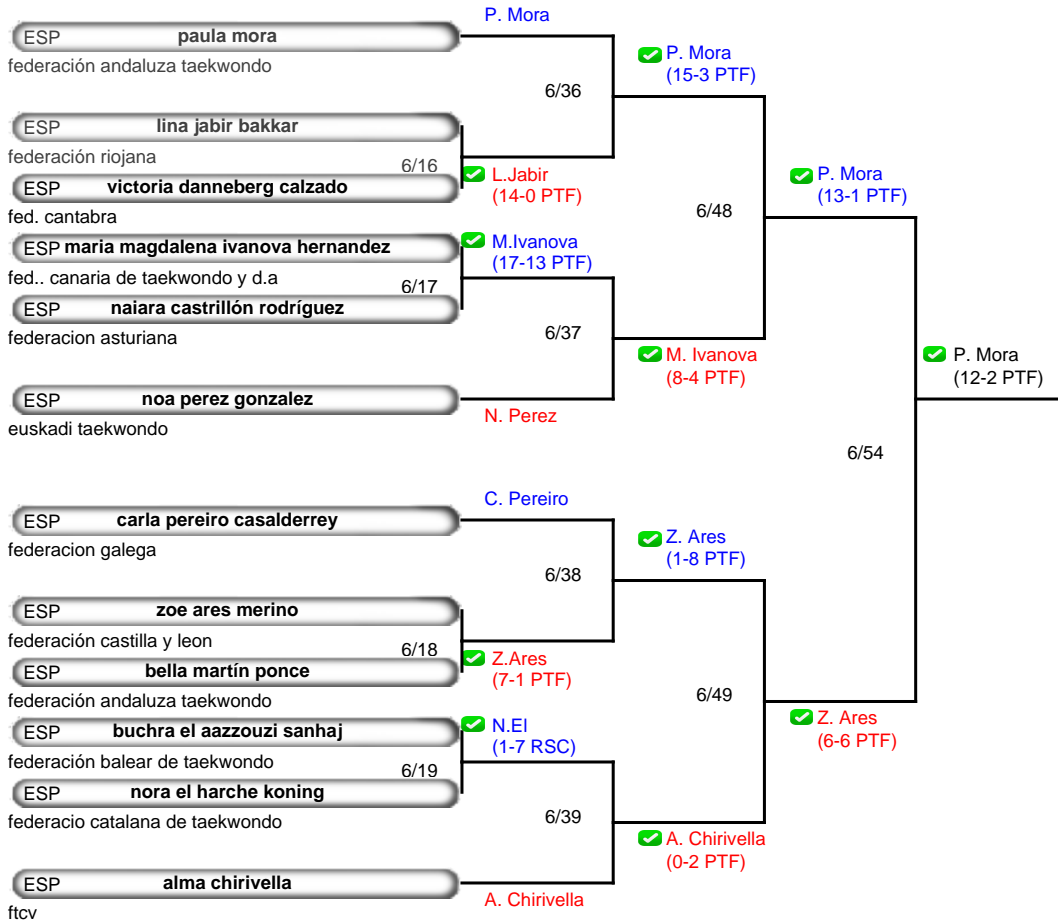 P. Mora
ESP paula mora
federación andaluza taekwondo
P. Mora
(15-3 PTF)
6/36
ESP lina jabir bakkar
federación riojana
6/16
L.Jabir
(14-0 PTF)
ESP victoria danneberg calzado
fed. cantabra
P. Mora
(13-1 PTF)
6/48
ESP maria magdalena ivanova hernandez
fed.. canaria de taekwondo y d.a
M.Ivanova
(17-13 PTF)
6/17
ESP naiara castrillón rodríguez
federacion asturiana
6/37
M. Ivanova
(8-4 PTF)
P. Mora
(12-2 PTF)
ESP noa perez gonzalez
euskadi taekwondo
N. Perez
6/54
C. Pereiro
ESP carla pereiro casalderrey
federacion galega
Z. Ares
(1-8 PTF)
6/38
ESP zoe ares merino
federación castilla y leon
6/18
Z.Ares
(7-1 PTF)
ESP bella martín ponce
federación andaluza taekwondo
6/49
Z. Ares
(6-6 PTF)
ESP buchra el aazzouzi sanhaj
federación balear de taekwondo
N.El
(1-7 RSC)
6/19
ESP nora el harche koning
federacio catalana de taekwondo
6/39
A. Chirivella
(0-2 PTF)
ESP alma chirivella
ftcv
A. Chirivella